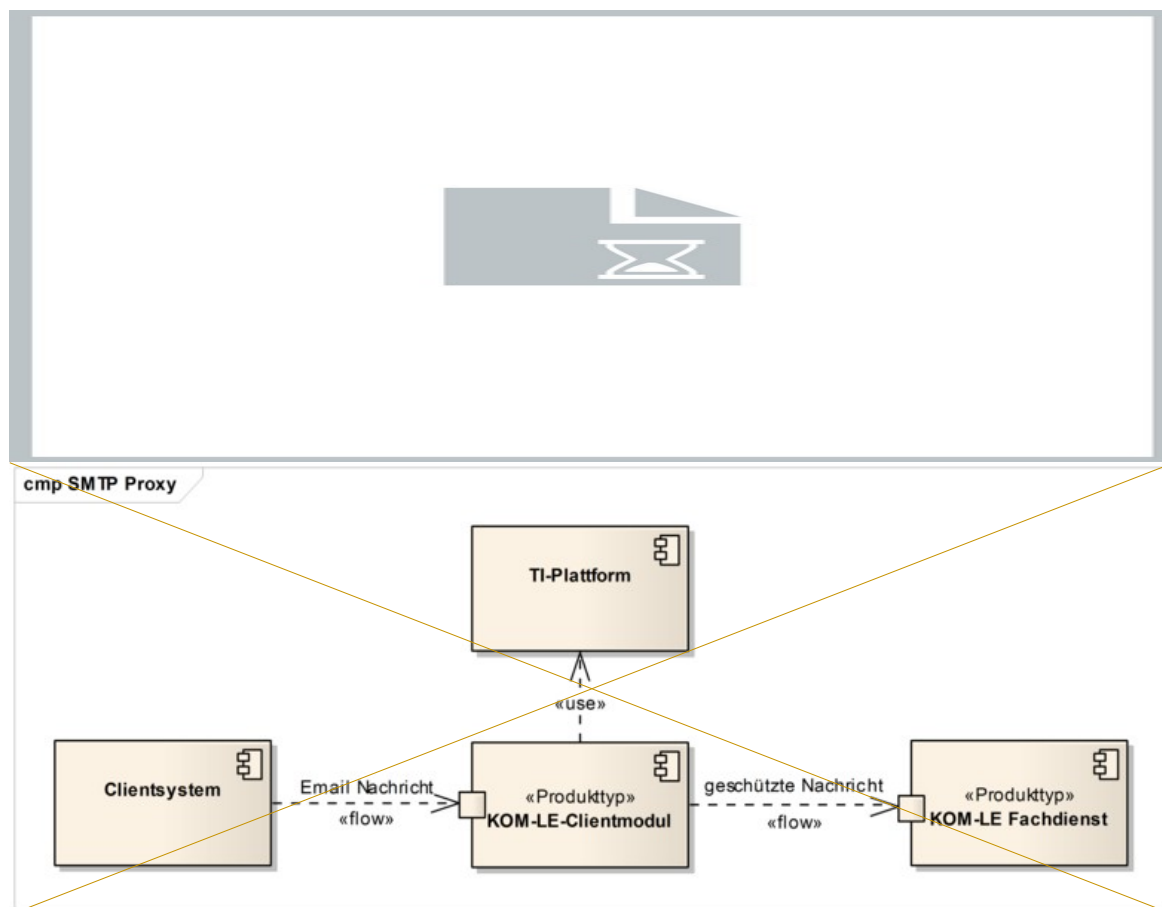 cmp SMTP Proxy
TI-Plattform
«use»
Clientsystem
Email Nachricht
«flow»
«Produkttyp»
KOM-LE-Clientmodul
geschützte Nachricht
«flow»
«Produkttyp»
KOM-LE Fachdienst